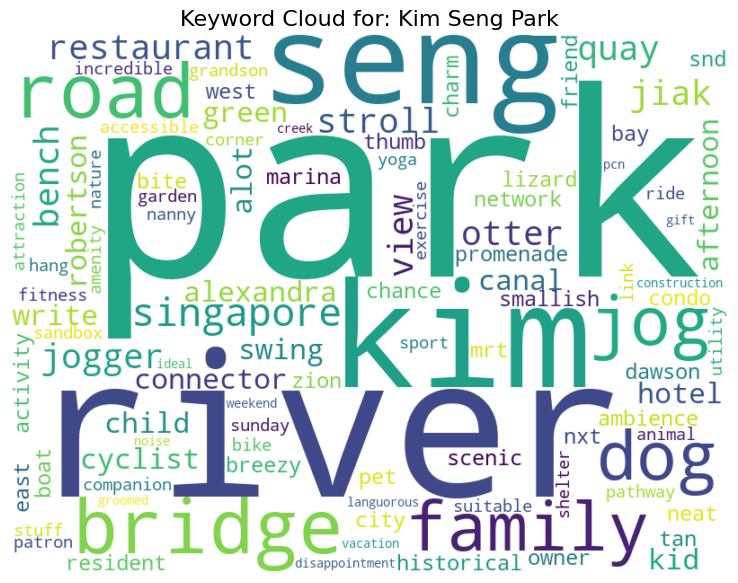 Keyword Cloud for: Kim Seng Park
restaurant
seng
quay
snd
incredible
grandson
friend
road
west
charm
jiak
green
stroll
accessible
corner
creek
thumb
bay
park
bench
robertson
nature
bite
garden
nanny
alot
marina
yoga
view
exercise
lizard
network
pcn
ride
gift
afternoon
otter
attraction
hang
amenity
promenade
link
construction
fitness
alexandra
chance
canal
smallish
condo
write
singapore
kim
jog
utility
sandbox
activity
jogger
ideal
swing
sport
mrt
connector
zion
dawson
hotel
river
weekend
child
sunday
ambience
noise
bike
nxt
animal
cyclist
breezy
scenic
dog
east
boat
companion
pet
languorous
suitable
shelter
pathway
groomed
stuff
bridge
city
family
neat
patron
vacation
tan
resident
disappointment
historical
owner
kid